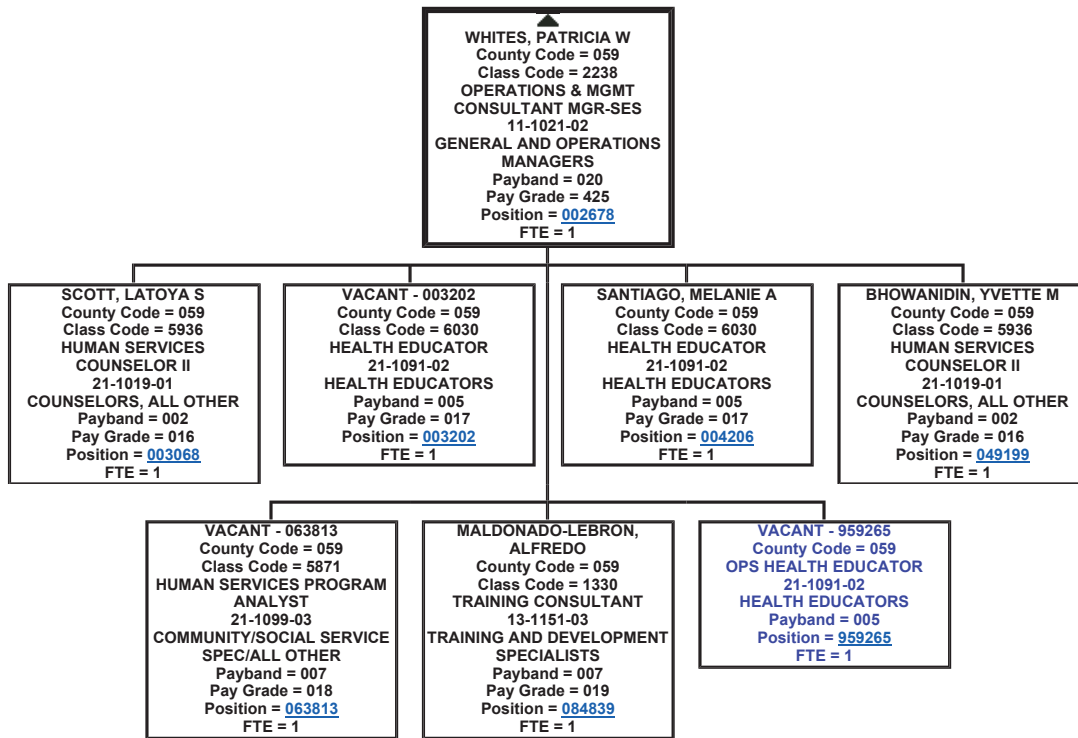 WHITES, PATRICIA W
County Code = 059
Class Code = 2238
OPERATIONS & MGMT
CONSULTANT MGR-SES
11-1021-02
GENERAL AND OPERATIONS
MANAGERS
Payband = 020
Pay Grade = 425
Position = 002678
FTE = 1
SCOTT, LATOYA S
County Code = 059
Class Code = 5936
HUMAN SERVICES
COUNSELOR II
21-1019-01
COUNSELORS, ALL OTHER
Payband = 002
Pay Grade = 016
Position = 003068
FTE = 1
VACANT - 003202
County Code = 059
Class Code = 6030
HEALTH EDUCATOR
21-1091-02
HEALTH EDUCATORS
Payband = 005
Pay Grade = 017
Position = 003202
FTE = 1
SANTIAGO, MELANIE A
County Code = 059
Class Code = 6030
HEALTH EDUCATOR
21-1091-02
HEALTH EDUCATORS
Payband = 005
Pay Grade = 017
Position = 004206
FTE = 1
BHOWANIDIN, YVETTE M
County Code = 059
Class Code = 5936
HUMAN SERVICES
COUNSELOR II
21-1019-01
COUNSELORS, ALL OTHER
Payband = 002
Pay Grade = 016
Position = 049199
FTE = 1
VACANT - 063813
County Code = 059
Class Code = 5871
HUMAN SERVICES PROGRAM
ANALYST
21-1099-03
COMMUNITY/SOCIAL SERVICE
SPEC/ALL OTHER
Payband = 007
Pay Grade = 018
Position = 063813
FTE = 1
MALDONADO-LEBRON,
ALFREDO
County Code = 059
Class Code = 1330
TRAINING CONSULTANT
13-1151-03
TRAINING AND DEVELOPMENT
SPECIALISTS
Payband = 007
Pay Grade = 019
Position = 084839
FTE = 1
VACANT - 959265
County Code = 059
OPS HEALTH EDUCATOR
21-1091-02
HEALTH EDUCATORS
Payband = 005
Position = 959265
FTE = 1